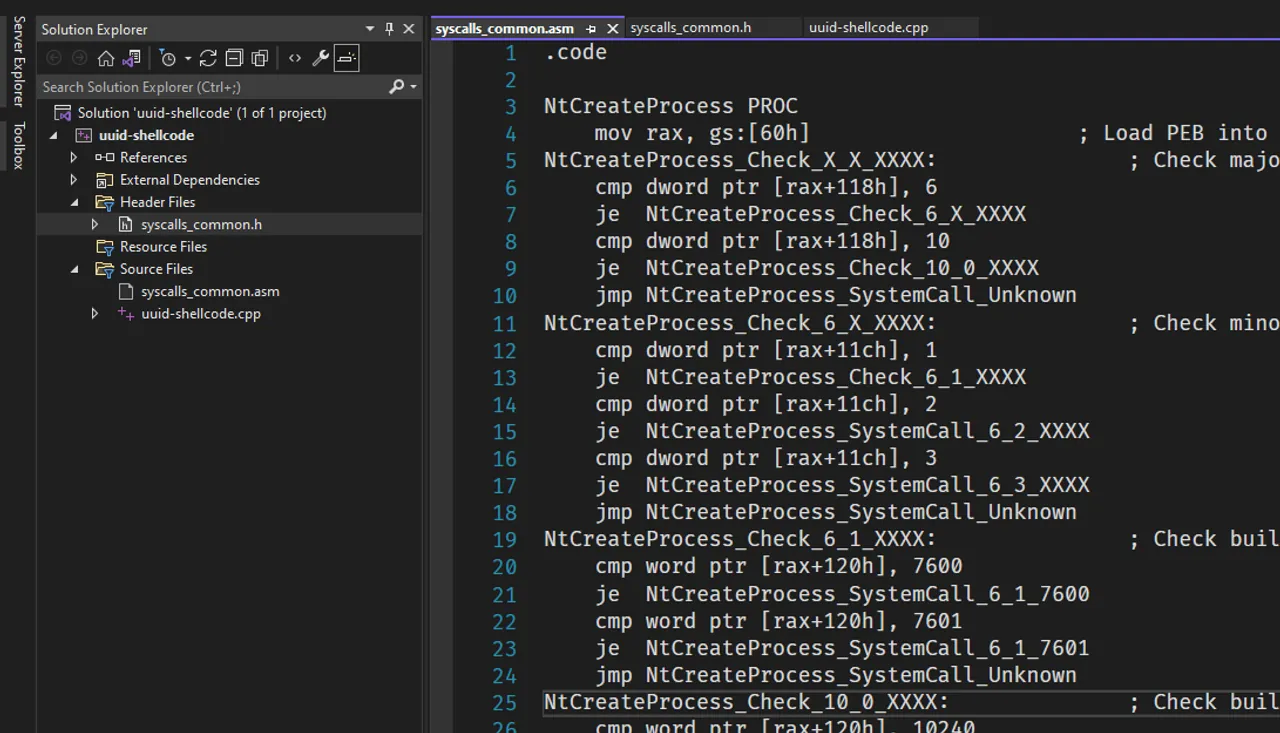 Server Explorer
Toolbox
Solution Explorer
Search Solution Explorer (Ctrl+;)
Solution 'uuid-shellcode' (1 of 1 project)
uuid-shellcode
References
External Dependencies
Header Files
syscalls_common.h
Resource Files
Source Files
syscalls_common.asm
uuid-shellcode.cpp
syscalls_common.asm syscalls_common.h uuid-shellcode.cpp
1 .code
2
3 NtCreateProcess PROC
4 mov rax, gs:[60h] ; Load PEB into
5 NtCreateProcess_Check_X_X_XXXX: ; Check majo
6 cmp dword ptr [rax+118h], 6
7 je NtCreateProcess_Check_6_X_XXXX
8 cmp dword ptr [rax+118h], 10
9 je NtCreateProcess_Check_10_0_XXXX
10 jmp NtCreateProcess_SystemCall_Unknown
11 NtCreateProcess_Check_6_X_XXXX: ; Check mino
12 cmp dword ptr [rax+11ch], 1
13 je NtCreateProcess_Check_6_1_XXXX
14 cmp dword ptr [rax+11ch], 2
15 je NtCreateProcess_SystemCall_6_2_XXXX
16 cmp dword ptr [rax+11ch], 3
17 je NtCreateProcess_SystemCall_6_3_XXXX
18 jmp NtCreateProcess_SystemCall_Unknown
19 NtCreateProcess_Check_6_1_XXXX: ; Check buil
20 cmp word ptr [rax+120h], 7600
21 je NtCreateProcess_SystemCall_6_1_7600
22 cmp word ptr [rax+120h], 7601
23 je NtCreateProcess_SystemCall_6_1_7601
24 jmp NtCreateProcess_SystemCall_Unknown
25 NtCreateProcess_Check_10_0_XXXX: ; Check buil
26 cmp word ptr [rax+120h], 10240